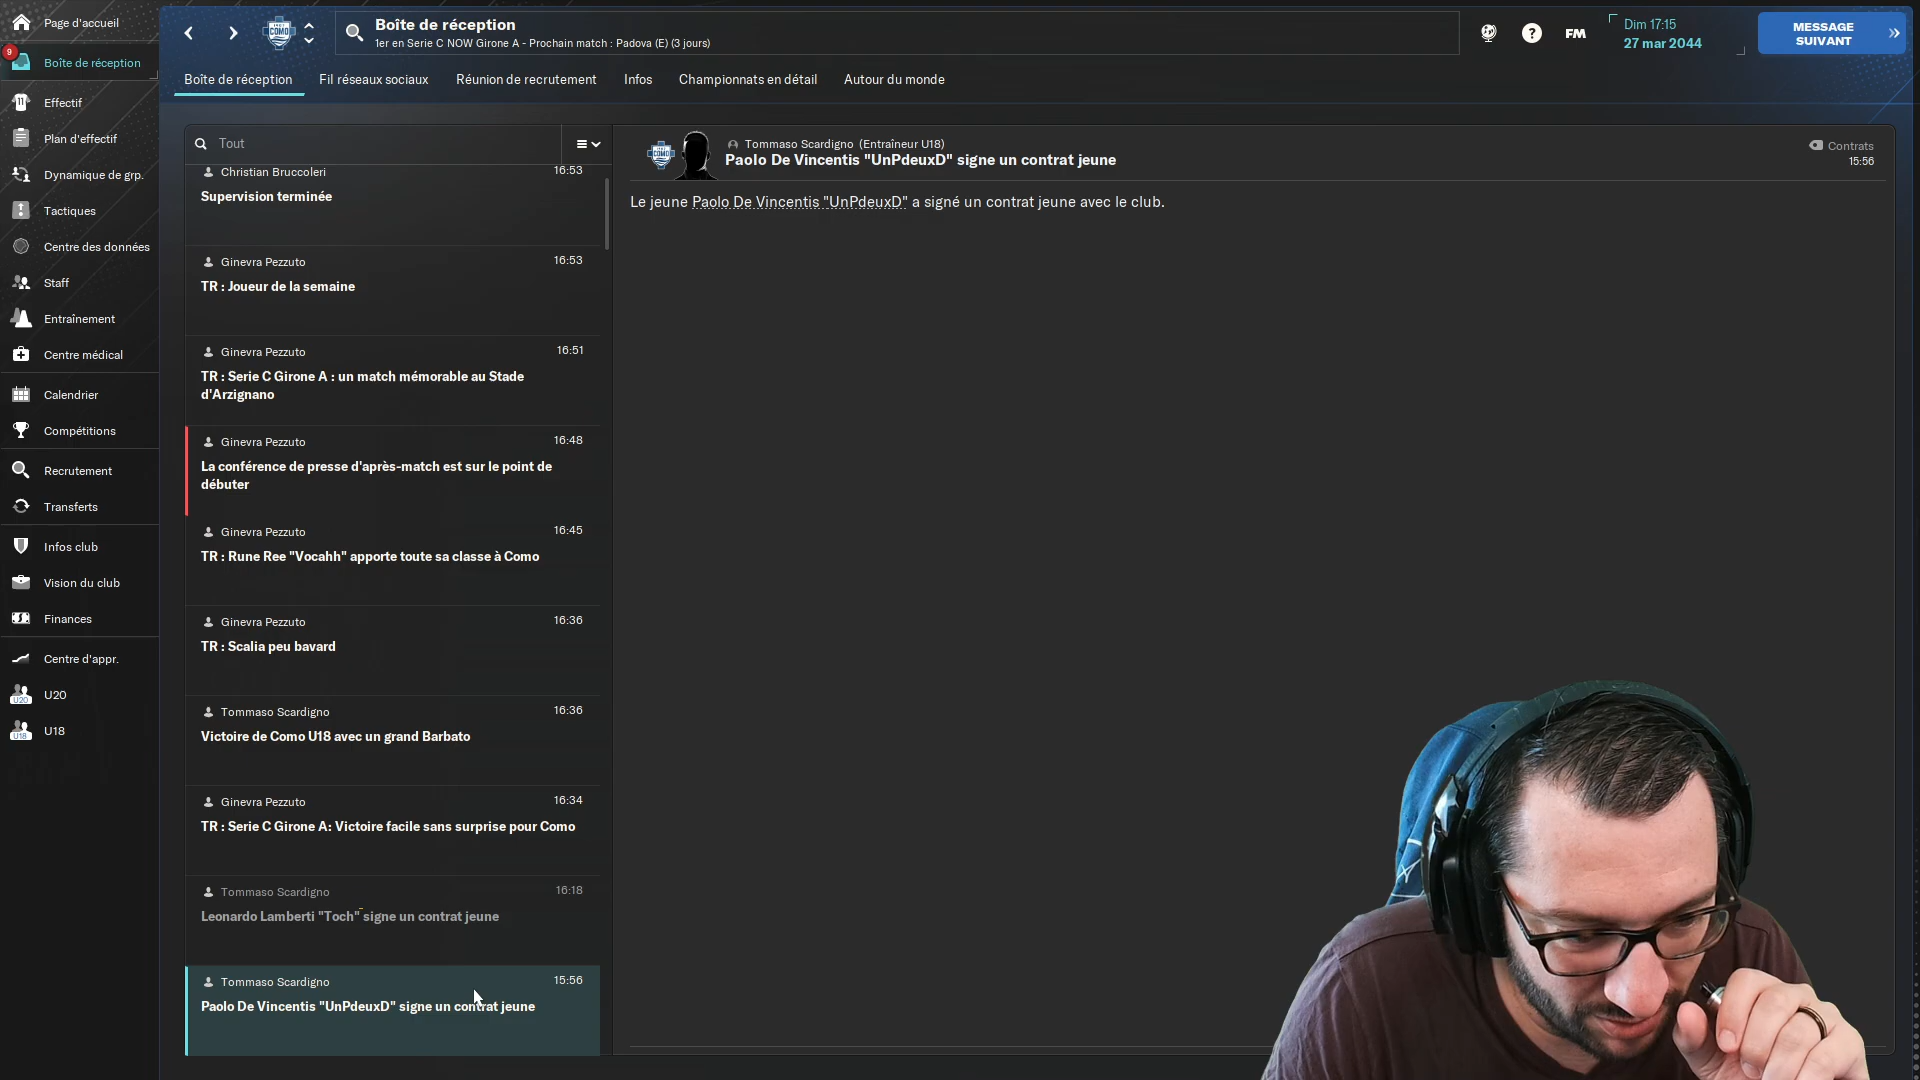 Page d'accueil
9
Boîte de réception
Effectif
Plan d'effectif
Dynamique de grp.
Tactiques
Centre des données
Staff
Entraînement
Centre médical
Calendrier
Compétitions
Recrutement
Transferts
Infos club
Vision du club
Finances
Centre d'appr.
U20
U20
U18
U18
COMO
Boîte de réception
1er en Serie C NOW Girone A - Prochain match : Padova (E) (3 jours)
FM
Dim 17:15
27 mar 2044
MESSAGE
SUIVANT
Boîte de réception
Fil réseaux sociaux
Réunion de recrutement
Infos
Championnats en détail
Autour du monde
Tout
Christian Bruccoleri 16:53
Supervision terminée
Ginevra Pezzuto 16:53
TR : Joueur de la semaine
Ginevra Pezzuto 16:51
TR : Serie C Girone A : un match mémorable au Stade
d'Arzignano
Ginevra Pezzuto 16:48
La conférence de presse d'après-match est sur le point de
débuter
Ginevra Pezzuto 16:45
TR : Rune Ree "Vocahh" apporte toute sa classe à Como
Ginevra Pezzuto 16:36
TR : Scalia peu bavard
Tommaso Scardigno 16:36
Victoire de Como U18 avec un grand Barbato
Ginevra Pezzuto 16:34
TR : Serie C Girone A: Victoire facile sans surprise pour Como
Tommaso Scardigno 16:18
Leonardo Lamberti "Toch" signe un contrat jeune
Tommaso Scardigno 15:56
Paolo De Vincentis "UnPdeuxD" signe un contrat jeune
COMO
Tommaso Scardigno (Entraîneur U18)
Paolo De Vincentis "UnPdeuxD" signe un contrat jeune
Contrats
15:56
Le jeune Paolo De Vincentis "UnPdeuxD" a signé un contrat jeune avec le club.